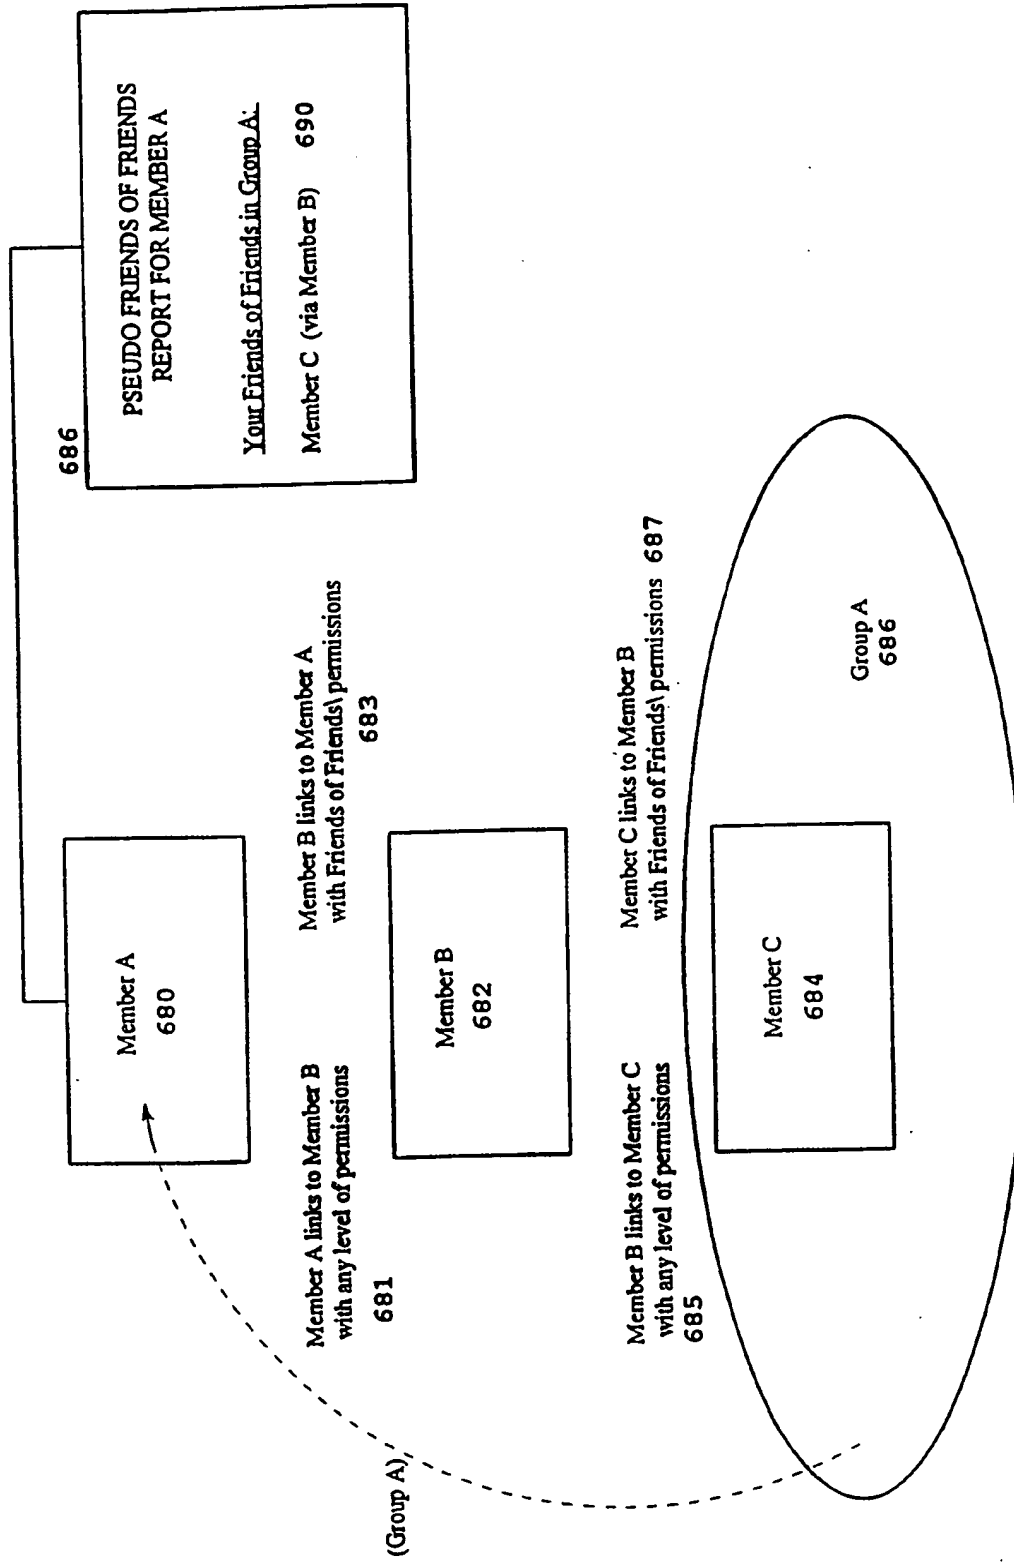 686
PSEUDO FRIENDS OF FRIENDS
REPORT FOR MEMBER A
Your Friends of Friends in Group A:
Member C (via Member B) 690
Member A
680
Member A links to Member B
with any level of permissions
681
Member B links to Member A
with Friends of Friends\ permissions
683
Member B
682
Member B links to Member C
with any level of permissions
685
Member C links to Member B
with Friends of Friends\ permissions 687
Member C
684
Group A
686
(Group A)